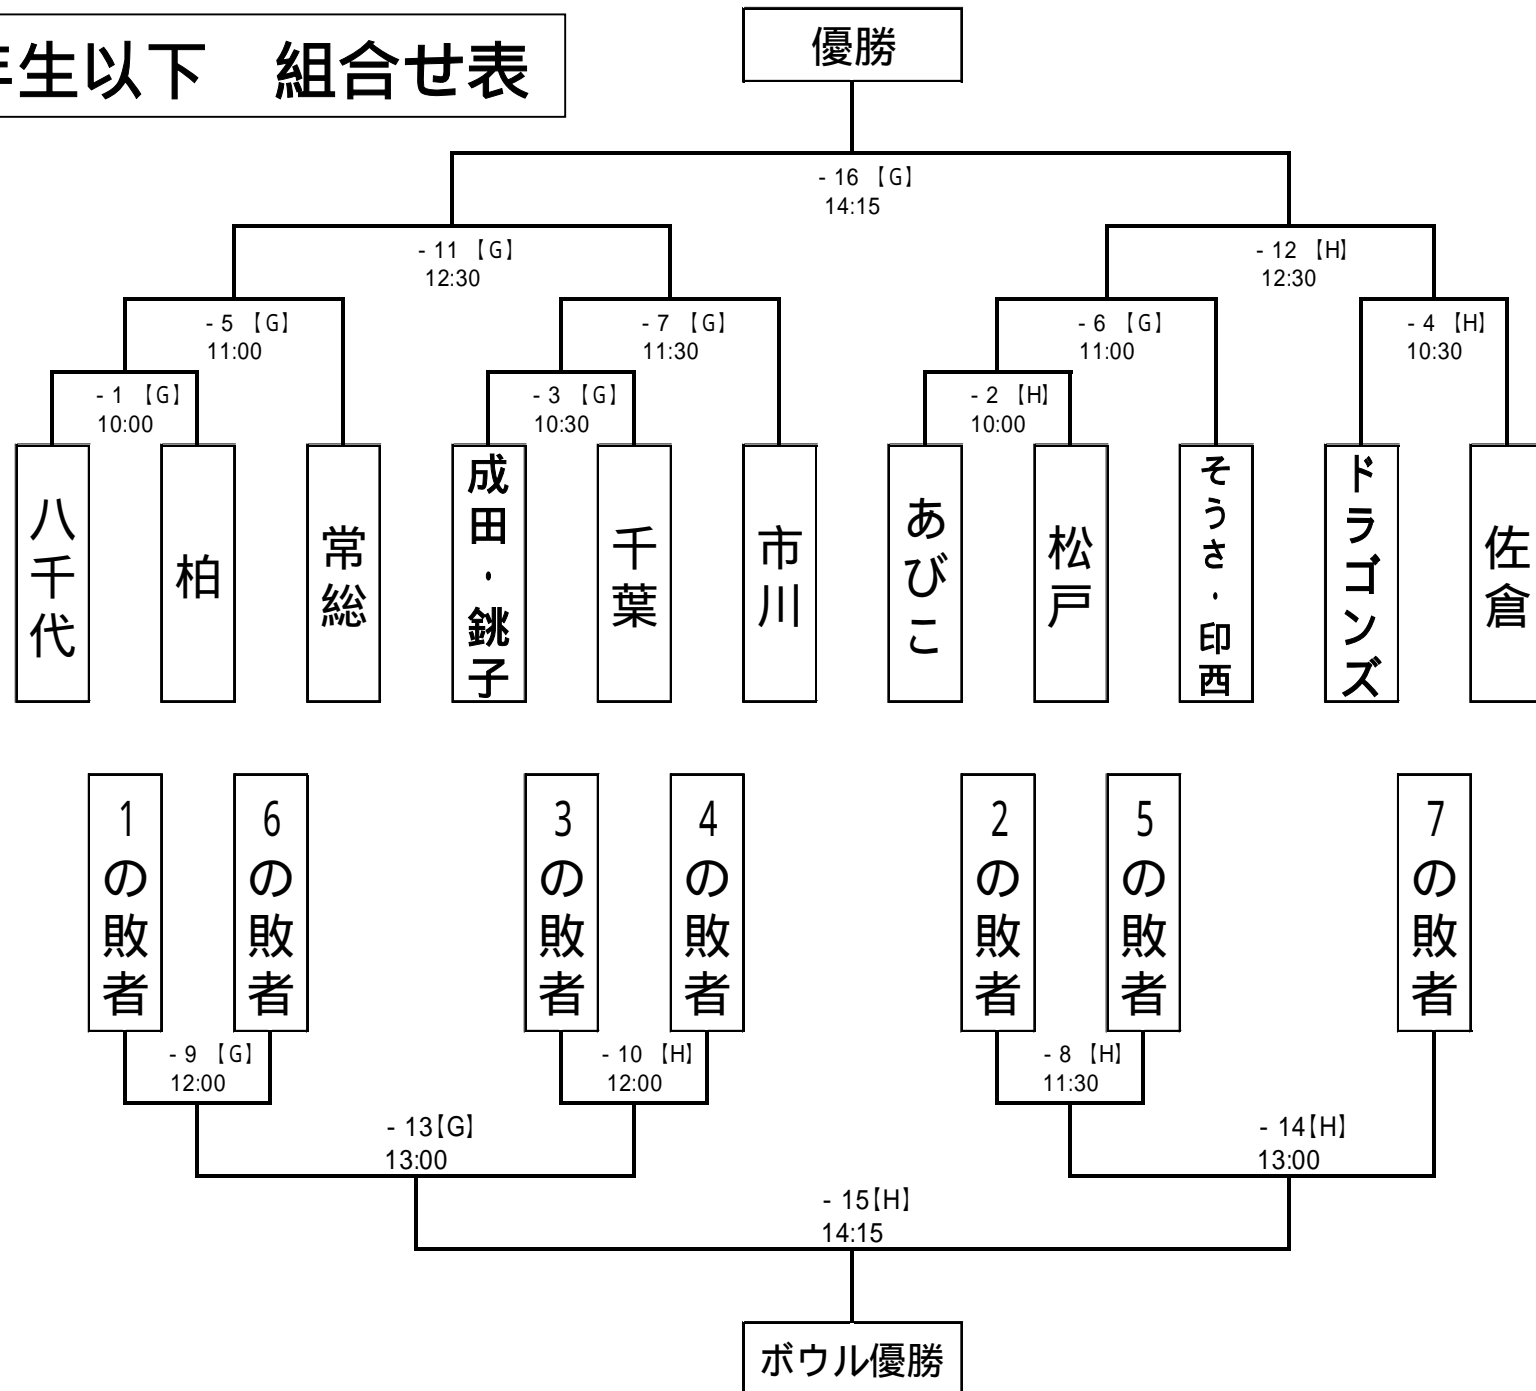 年生以下 組合せ表
優勝
- 16 【G】
14:15
- 11 【G】
12:30
- 12 【H】
12:30
- 5 【G】
11:00
- 7 【G】
11:30
- 6 【G】
11:00
- 4 【H】
10:30
- 1 【G】
10:00
- 3 【G】
10:30
- 2 【H】
10:00
八千代
柏
常総
成田・銚子
千葉
市川
あびこ
松戸
そうさ・印西
ドラゴンズ
佐倉
1の敗者
6の敗者
3の敗者
4の敗者
2の敗者
5の敗者
7の敗者
- 9 【G】
12:00
- 10 【H】
12:00
- 8 【H】
11:30
- 13【G】
13:00
- 14【H】
13:00
- 15【H】
14:15
ボウル優勝